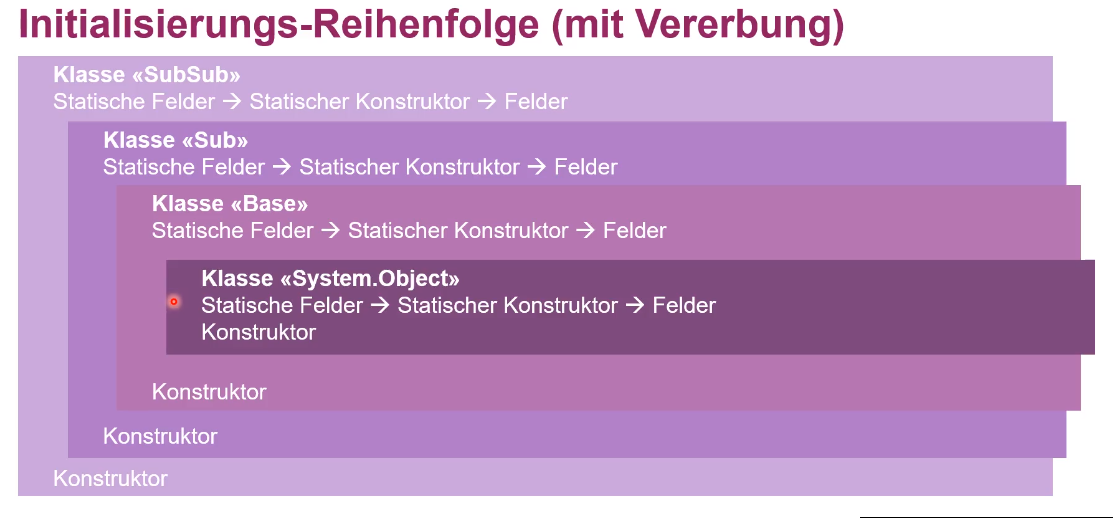 Initialisierungs-Reihenfolge (mit Vererbung)
Klasse «SubSub»
Statische Felder → Statischer Konstruktor → Felder
Klasse «Sub»
Statische Felder → Statischer Konstruktor → Felder
Klasse «Base»
Statische Felder → Statischer Konstruktor → Felder
Klasse «System.Object»
Statische Felder → Statischer Konstruktor → Felder
Konstruktor
Konstruktor
Konstruktor
Konstruktor